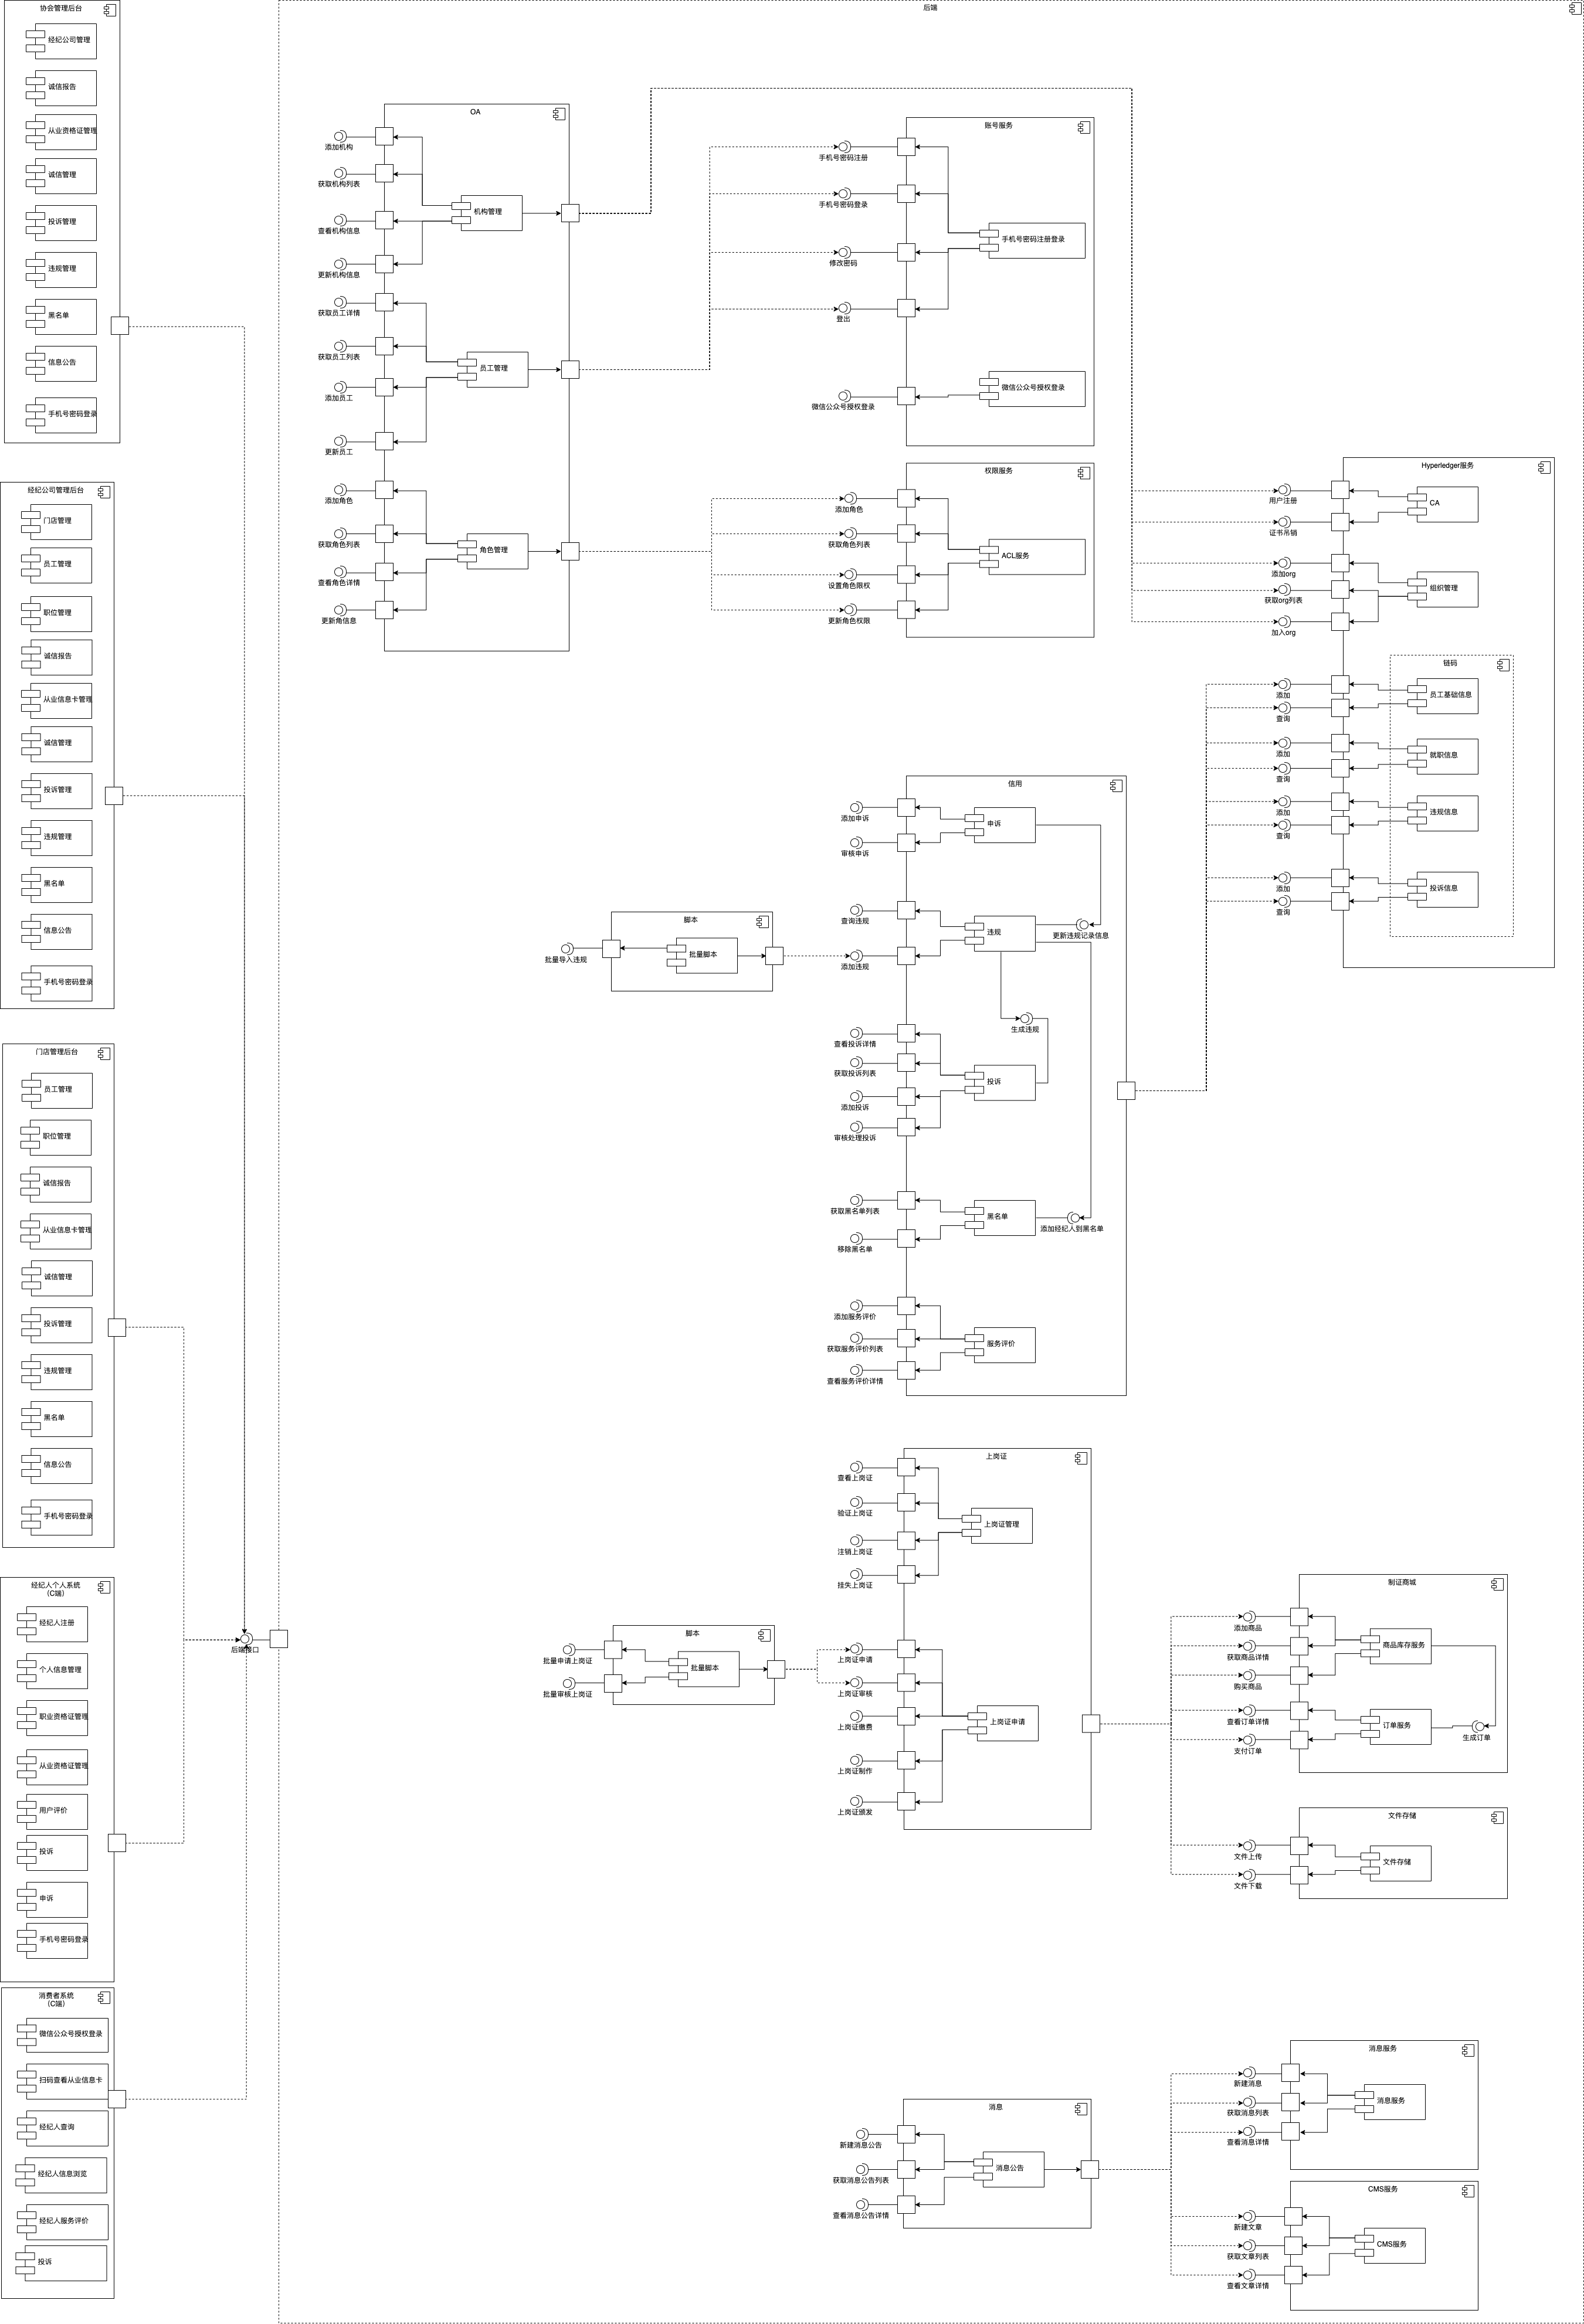 协会管理后台
经纪公司管理
诚信报告
从业资格证管理
诚信管理
投诉管理
违规管理
黑名单
信息公告
手机号密码登录
经纪公司管理后台
门店管理
员工管理
职位管理
诚信报告
从业信息卡管理
诚信管理
投诉管理
违规管理
黑名单
信息公告
手机号密码登录
门店管理后台
员工管理
职位管理
诚信报告
从业信息卡管理
诚信管理
投诉管理
违规管理
黑名单
信息公告
手机号密码登录
经纪人个人系统
(C端)
经纪人注册
个人信息管理
职业资格证管理
从业资格证管理
用户评价
投诉
申诉
手机号密码登录
消费者系统
(C端)
微信公众号授权登录
扫码查看从业信息卡
经纪人查询
经纪人信息浏览
经纪人服务评价
投诉
后端接口
后端
OA
添加机构
获取机构列表
查看机构信息
更新机构信息
机构管理
获取员工详情
获取员工列表
添加员工
更新员工
员工管理
添加角色
获取角色列表
查看角色详情
更新角信息
角色管理
账号服务
手机号密码注册
手机号密码登录
修改密码
登出
手机号密码注册登录
微信公众号授权登录
微信公众号授权登录
权限服务
添加角色
获取角色列表
设置角色限权
更新角色权限
ACL服务
Hyperledger服务
用户注册
证书吊销
CA
添加org
获取org列表
加入org
组织管理
链码
添加
查询
员工基础信息
添加
查询
就职信息
添加
查询
违规信息
添加
查询
投诉信息
信用
添加申诉
审核申诉
申诉
查询违规
添加违规
违规
更新违规记录信息
生成违规
查看投诉详情
获取投诉列表
添加投诉
审核处理投诉
投诉
获取黑名单列表
移除黑名单
黑名单
添加经纪人到黑名单
添加服务评价
获取服务评价列表
查看服务评价详情
服务评价
脚本
批量导入违规
批量脚本
上岗证
查看上岗证
验证上岗证
注销上岗证
挂失上岗证
上岗证管理
上岗证申请
上岗证审核
上岗证缴费
上岗证制作
上岗证颁发
上岗证申请
脚本
批量申请上岗证
批量审核上岗证
批量脚本
制证商城
添加商品
获取商品详情
购买商品
商品库存服务
查看订单详情
支付订单
订单服务
生成订单
文件存储
文件上传
文件下载
文件存储
消息
新建消息公告
获取消息公告列表
查看消息公告详情
消息公告
消息服务
新建消息
获取消息列表
查看消息详情
消息服务
CMS服务
新建文章
获取文章列表
查看文章详情
CMS服务